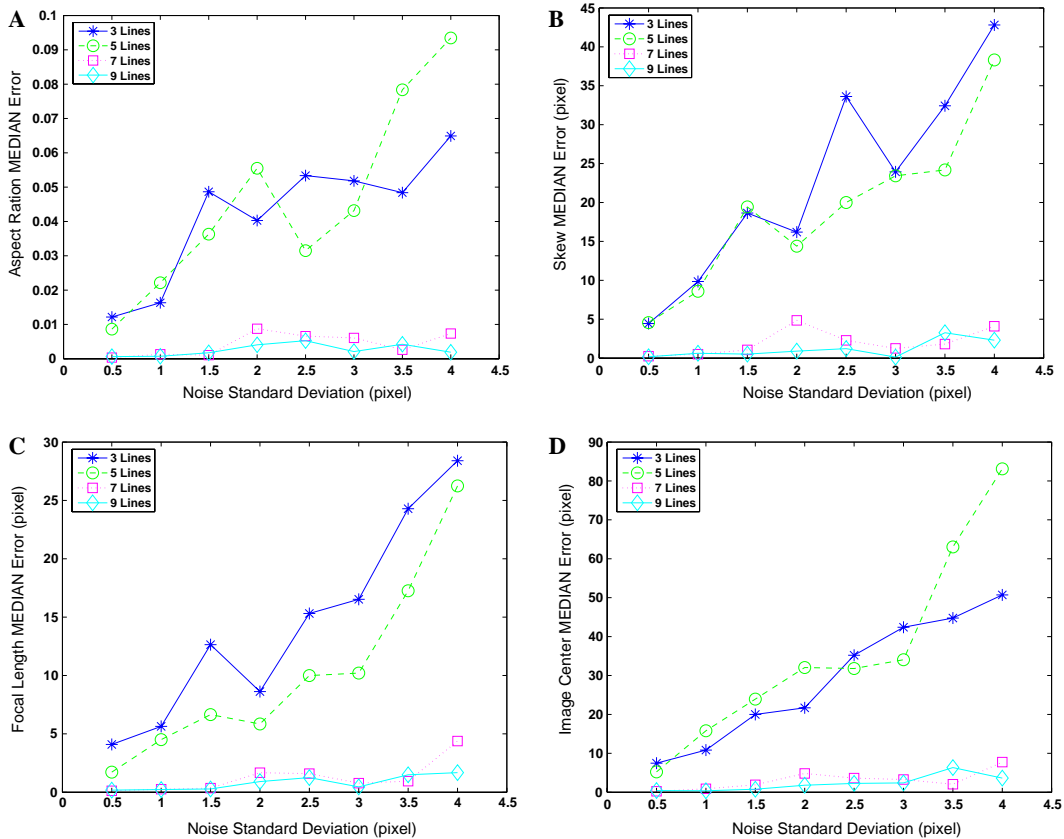 A
Aspect Ration MEDIAN Error
0.1
0.09
0.08
0.07
0.06
0.05
0.04
0.03
0.02
0.01
0
3 Lines
5 Lines
7 Lines
9 Lines
0 0.5 1 1.5 2 2.5 3 3.5 4 4.5
Noise Standard Deviation (pixel)
B
Skew MEDIAN Error (pixel)
45
40
35
30
25
20
15
10
5
0
3 Lines
5 Lines
7 Lines
9 Lines
0 0.5 1 1.5 2 2.5 3 3.5 4 4.5
Noise Standard Deviation (pixel)
C
Focal Length MEDIAN Error (pixel)
30
25
20
15
10
5
0
3 Lines
5 Lines
7 Lines
9 Lines
0 0.5 1 1.5 2 2.5 3 3.5 4 4.5
Noise Standard Deviation (pixel)
D
Image Center MEDIAN Error (pixel)
90
80
70
60
50
40
30
20
10
0
3 Lines
5 Lines
7 Lines
9 Lines
0 0.5 1 1.5 2 2.5 3 3.5 4 4.5
Noise Standard Deviation (pixel)